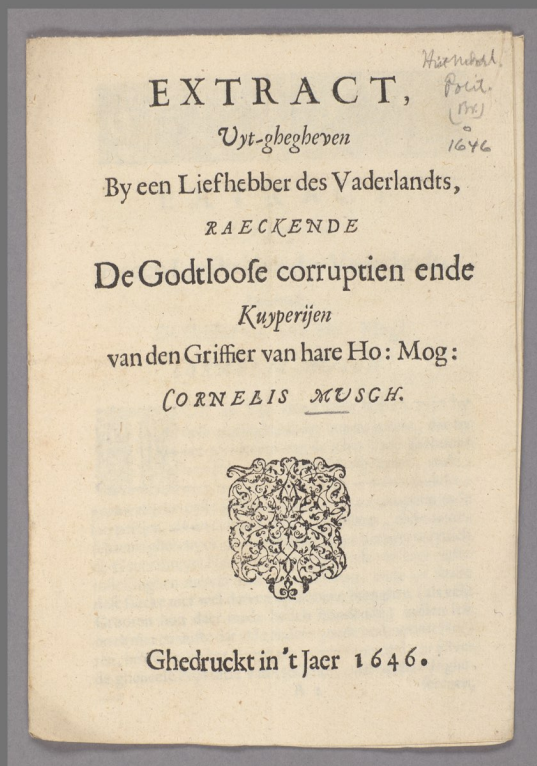 EXTRACT,
Uyt-ghegheven
By een Liefhebber des Vaderlandts,
RAECKENDE
De Godtlooſe corruptien ende
Kuyperijen
van den Griffier van hare Ho: Mog:
CORNELIS MUSCH.
Ghedruckt in 't Jaer 1646.
Polit.
1646